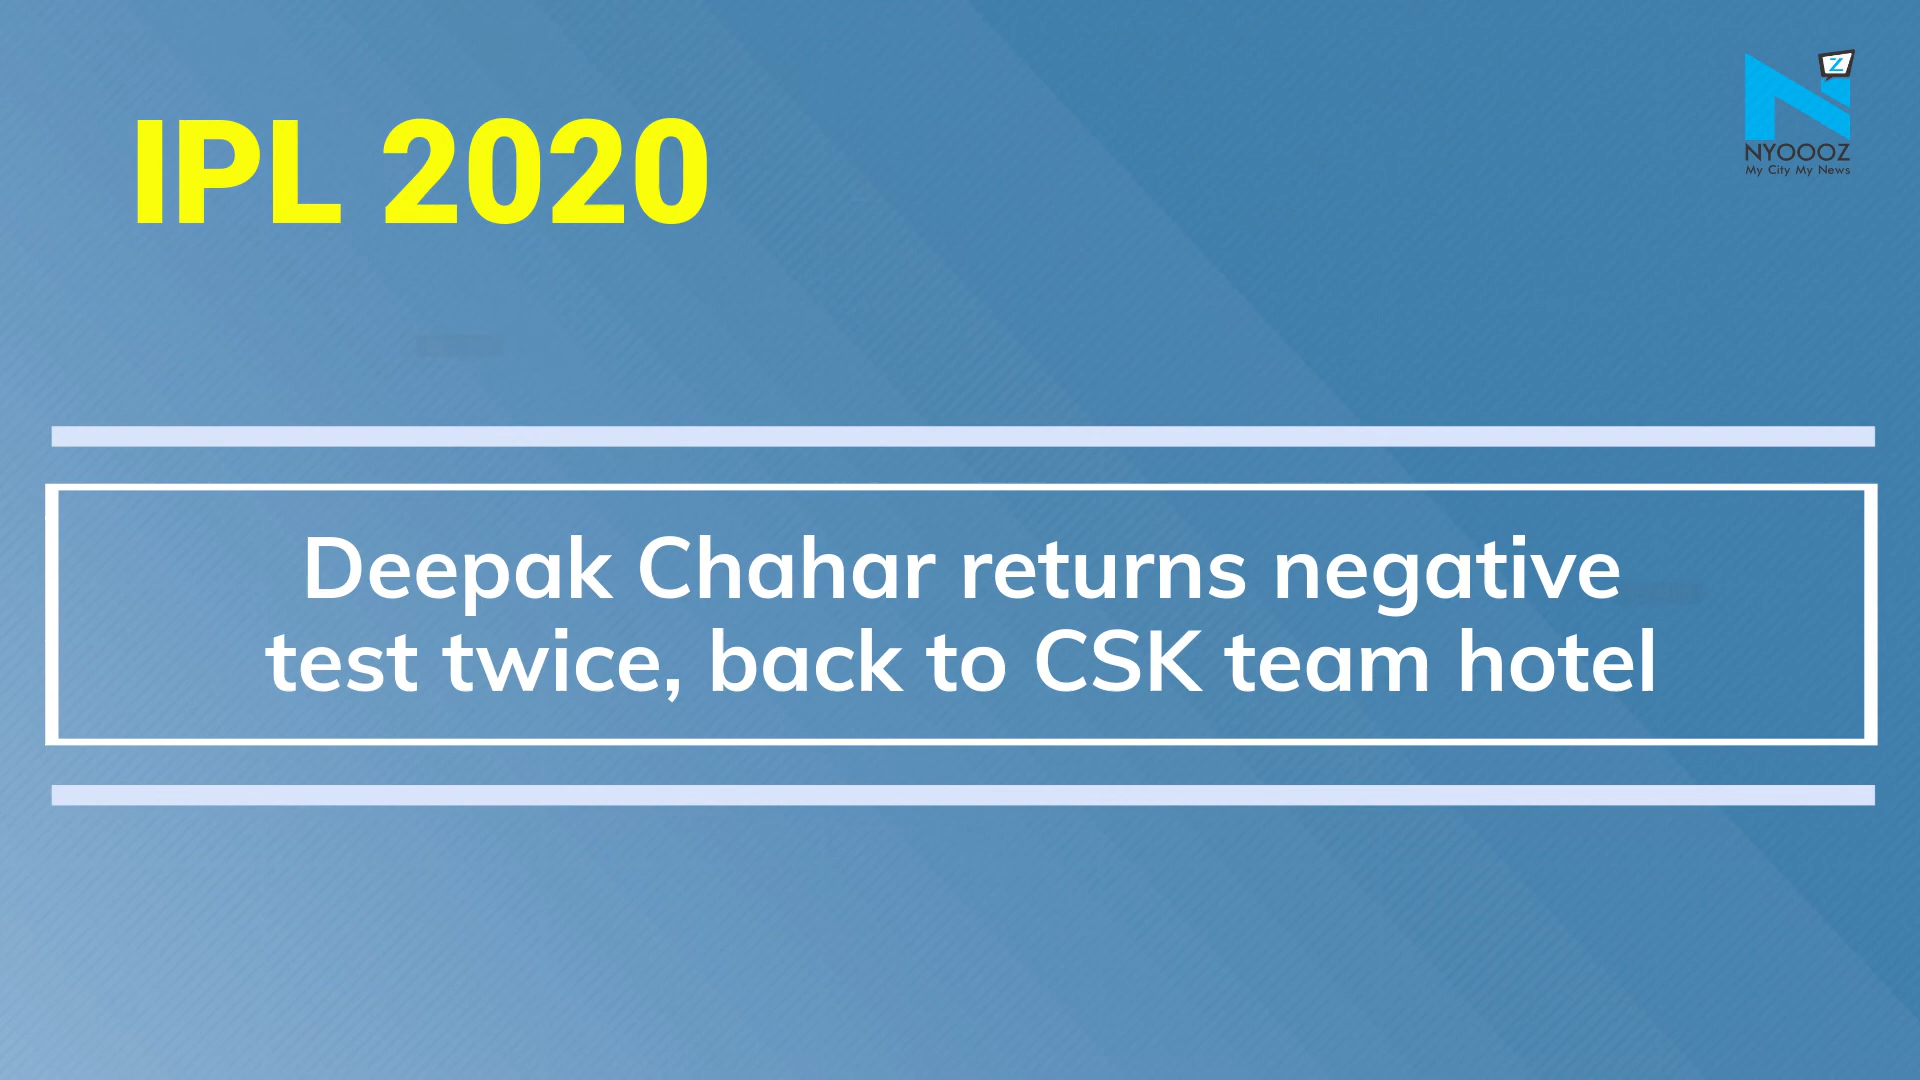 IPL 2020
Z
NYOOOZ
My City My News
Deepak Chahar returns negative
test twice, back to CSK team hotel